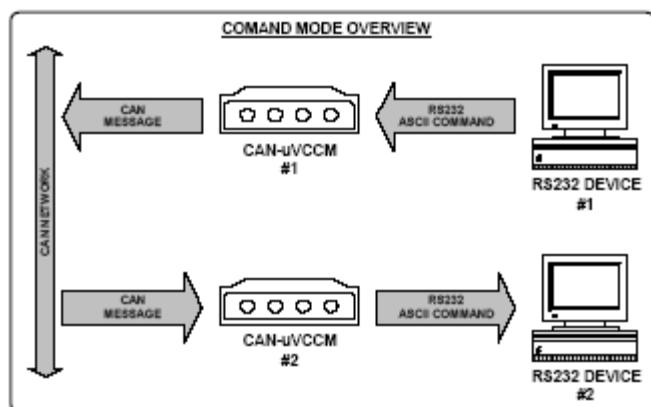 COMAND MODE OVERVIEW
CAN
MESSAGE
RS232
ASCII COMMAND
CAN-uVCCM
#1
RS232 DEVICE
#1
CAN NETWORK
CAN
MESSAGE
RS232
ASCII COMMAND
CAN-uVCCM
#2
RS232 DEVICE
#2